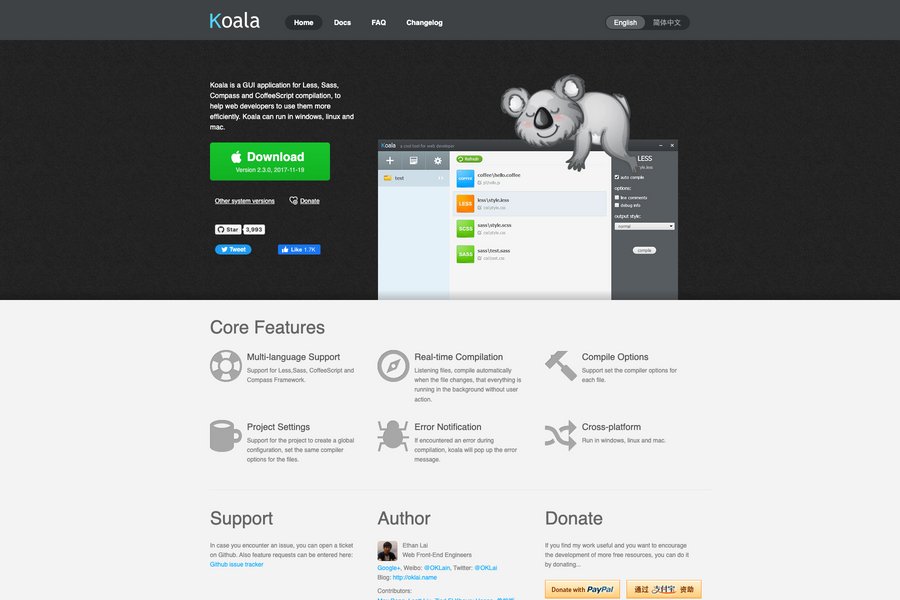 Koala
Home
Docs
FAQ
Changelog
English
简体中文
Koala is a GUI application for Less, Sass,
Compass and CoffeeScript compilation, to
help web developers to use them more
efficiently. Koala can run in windows, linux and
mac.
Download
Version 2.3.0, 2017-11-19
Other system versions
Donate
Star
3,993
Tweet
Like 1.7K
Koala a cool tool for web developer
Refresh
test
COFFEE
coffee\hello.coffee
js\hello.js
LESS
less\style.less
css\style.css
SCSS
sass\style.scss
css\style.css
SASS
sass\test.sass
css\test.css
LESS
style.less
auto compile
options:
line comments
debug info
output style:
normal
compile
Core Features
Multi-language Support
Support for Less,Sass, CoffeeScript and
Compass Framework.
Real-time Compilation
Listening files, compile automatically
when the file changes, that everything is
running in the background without user
action.
Compile Options
Support set the compiler options for
each file.
Project Settings
Support for the project to create a global
configuration, set the same compiler
options for the files.
Error Notification
If encountered an error during
compilation, koala will pop up the error
message.
Cross-platform
Run in windows, linux and mac.
Support
In case you encounter an issue, you can open a ticket
on Github. Also feature requests can be entered here:
Github issue tracker
Author
Ethan Lai
Web Front-End Engineers
Google+, Weibo: @OKLain, Twitter: @OKLai
Blog: http://oklai.name
Contributors:
Donate
If you find my work useful and you want to encourage
the development of more free resources, you can do it
by donating...
Donate with PayPal
通过 支付宝 资助